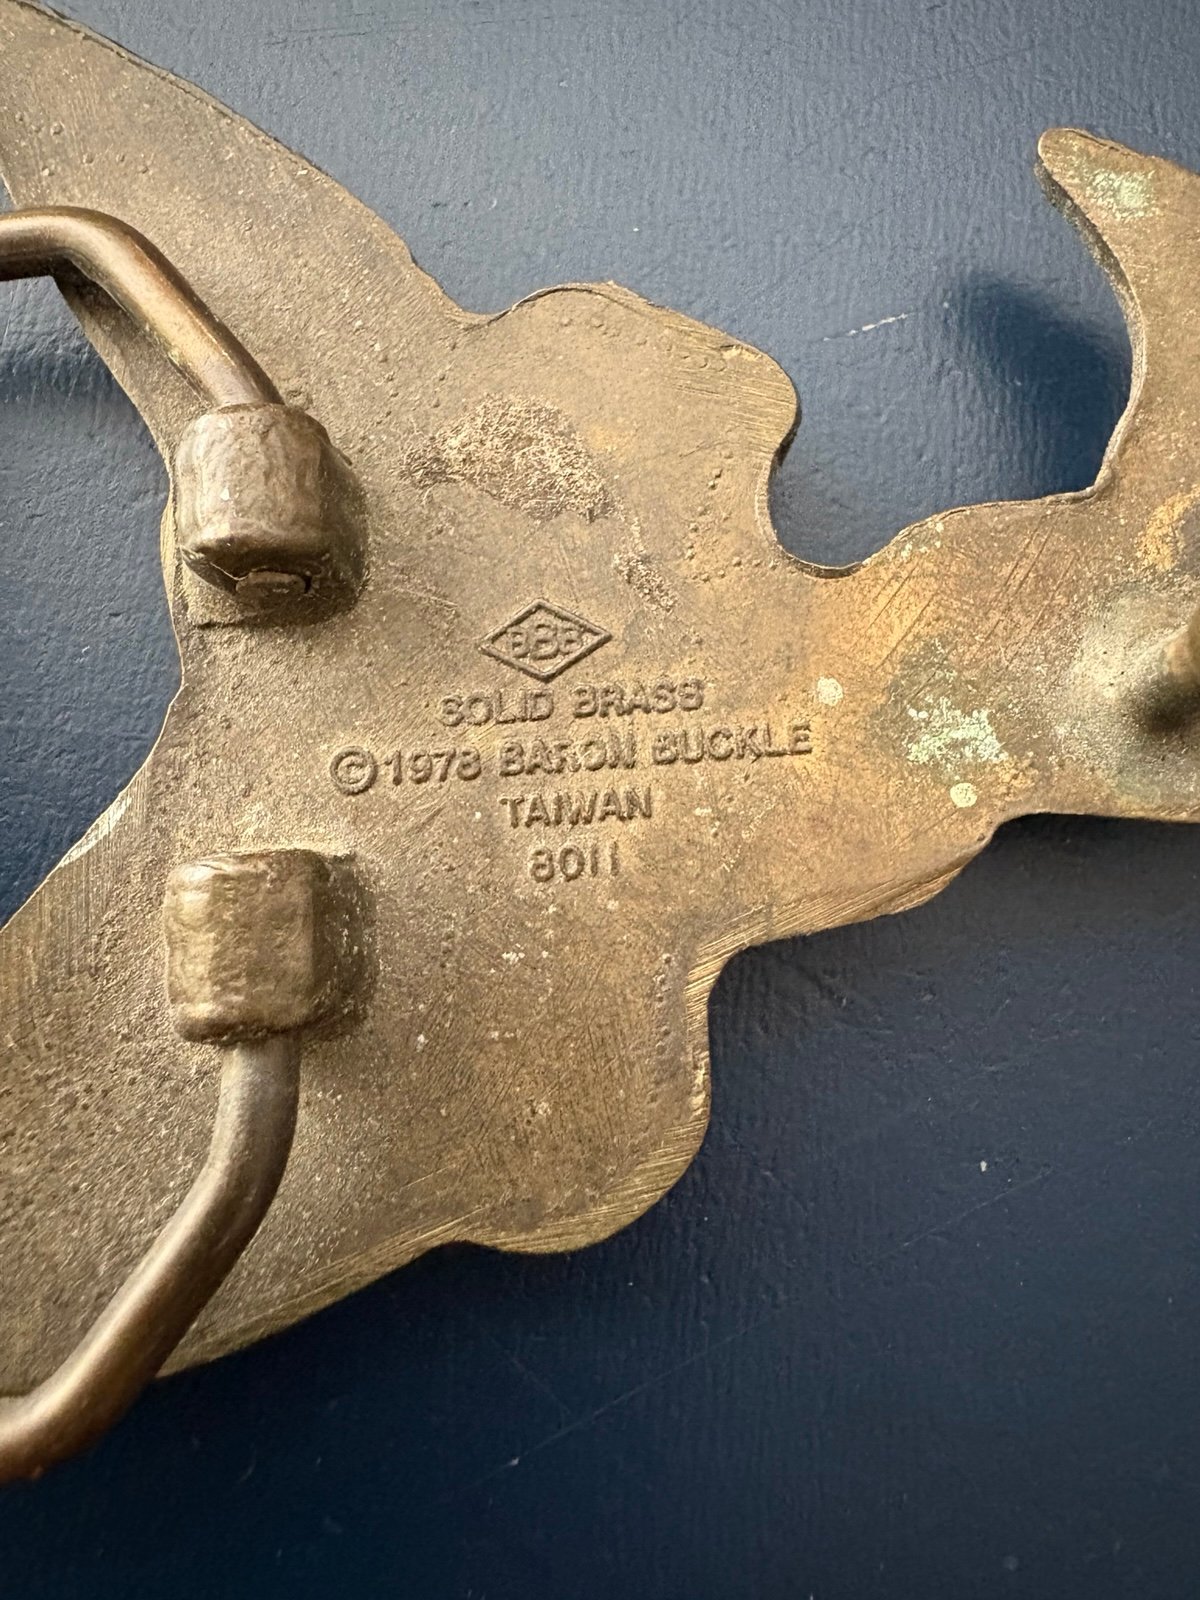 BBB
SOLID BRASS
©1978 BARON BUCKLE
TAIWAN
8011